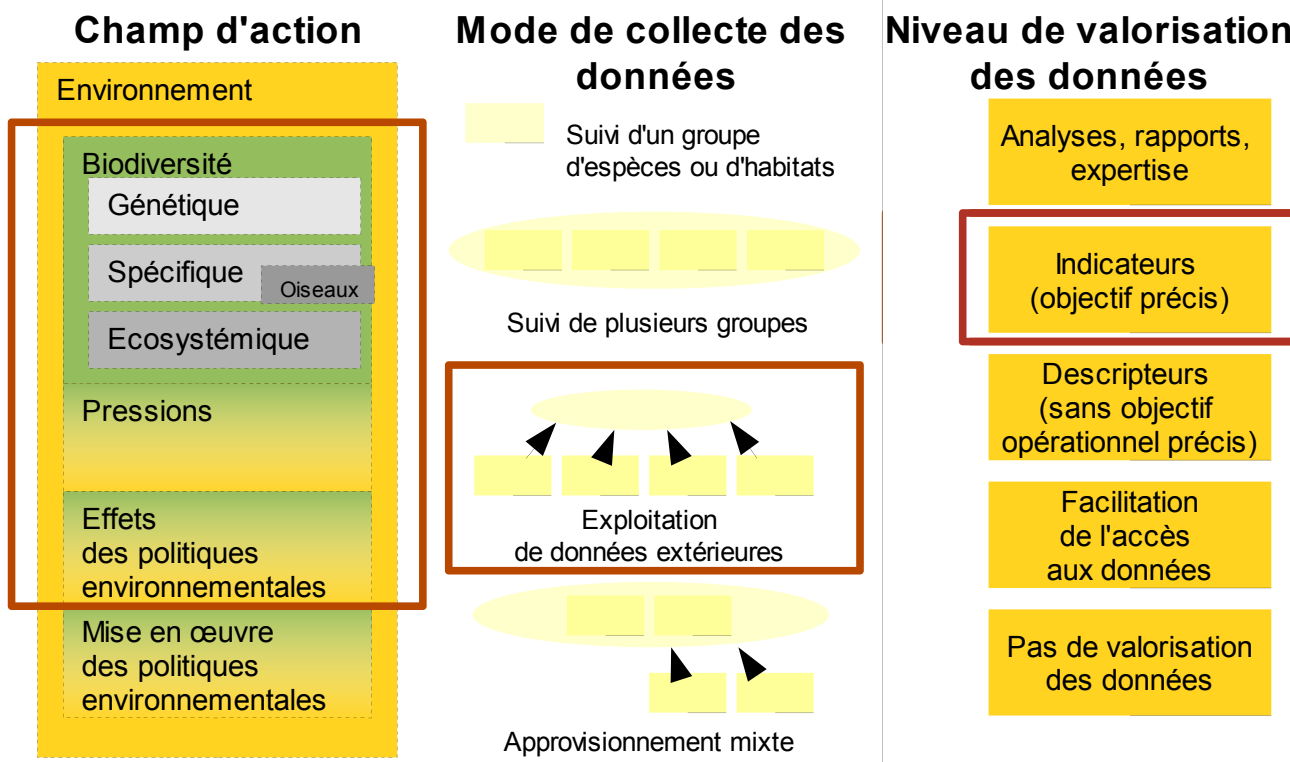 Champ d'action
Environnement
Biodiversité
Génétique
Spécifique
Oiseaux
Ecosystémique
Pressions
Effets
des politiques
environnementales
Mise en œuvre
des politiques
environnementales
Mode de collecte des
données
Suivi d'un groupe
d'espèces ou d'habitats
Suivi de plusieurs groupes
Exploitation
de données extérieures
Approvisionnement mixte
Niveau de valorisation
des données
Analyses, rapports,
expertise
Indicateurs
(objectif précis)
Descripteurs
(sans objectif
opérationnel précis)
Facilitation
de l'accès
aux données
Pas de valorisation
des données